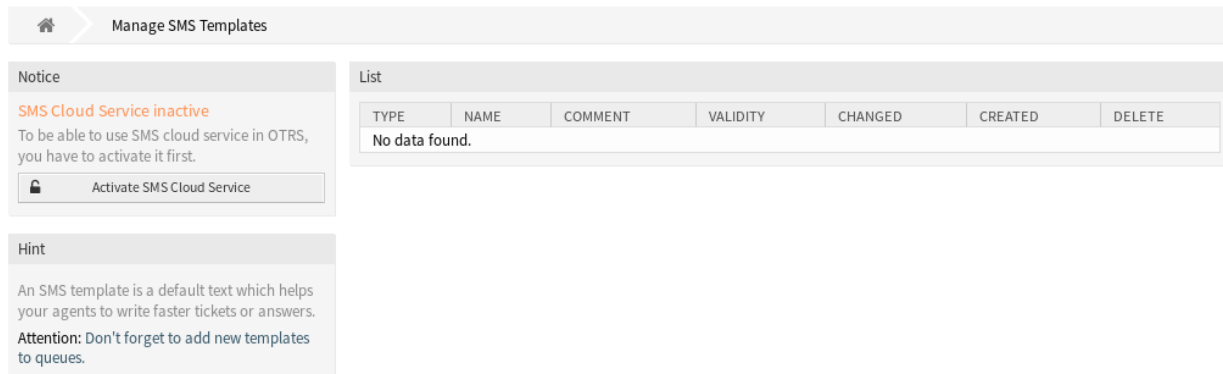 Manage SMS Templates
Notice
SMS Cloud Service inactive
To be able to use SMS cloud service in OTRS,
you have to activate it first.
Activate SMS Cloud Service
Hint
An SMS template is a default text which helps
your agents to write faster tickets or answers.
Attention: Don't forget to add new templates
to queues.
List
TYPE NAME COMMENT VALIDITY CHANGED CREATED DELETE
No data found.